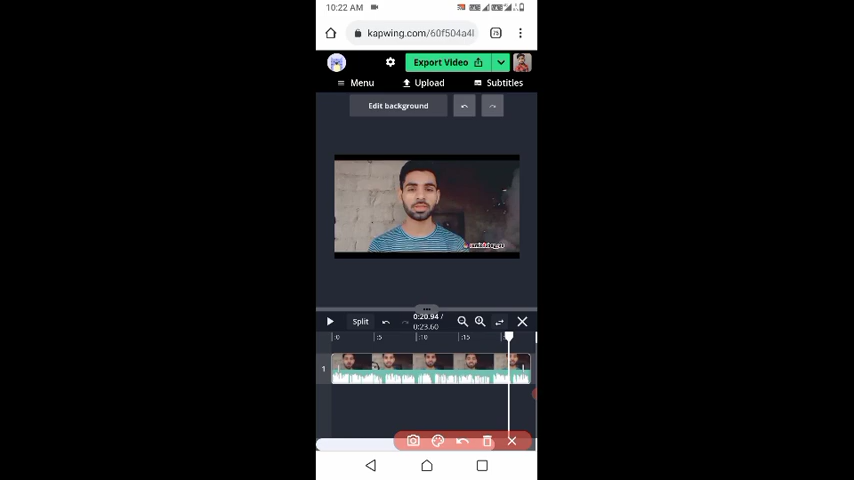 10:22 AM
kapwing.com/60f504a4l
Export Video
Menu
Upload
Subtitles
Edit background
Split
0:20.94 /
0:23.60
:0 :5 :10 :15
1